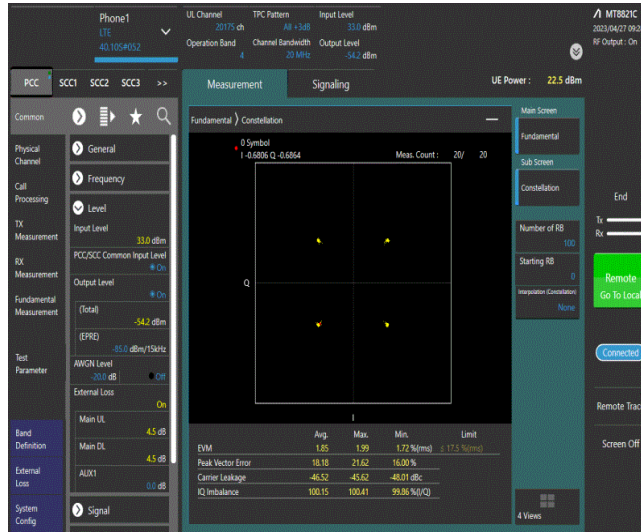 Phone1
LTE
40.10S#052
UL Channel
20175 ch
TPC Pattern
All +3dB
Input Level
33.0 dBm
Operation Band
4
Channel Bandwidth
20 MHz
Output Level
-54.2 dBm
MT8821C
2023/04/27 09:2
RF Output : On
PCC
SCC1
SCC2
SCC3
>>
Measurement
Signaling
UE Power : 22.5 dBm
Common
Physical
Channel
Call
Processing
TX
Measurement
RX
Measurement
Fundamental
Measurement
Test
Parameter
Band
Definition
External
Loss
System
Config
General
Frequency
Level
Input Level
33.0 dBm
PCC/SCC Common Input Level
On
Output Level
On
(Total)
-54.2 dBm
(EPRE)
-85.0 dBm/15kHz
AWGN Level
-20.0 dB
Off
External Loss
On
Main UL
4.5 dB
Main DL
4.5 dB
AUX1
0.0 dB
Signal
Fundamental > Constellation
0 Symbol
I -0.6806 Q -0.6864
Meas. Count : 20/ 20
Q
I
Avg. Max. Min. Limit
EVM 1.85 1.99 1.72 %(rms) ≤ 17.5 %(rms)
Peak Vector Error 18.18 21.62 16.00 %
Carrier Leakage -46.52 -45.62 -48.01 dBc
IQ Imbalance 100.15 100.41 99.86 %(I/Q)
Main Screen
Fundamental
Sub Screen
Constellation
Number of RB
100
Starting RB
0
Interpolation (Constellation)
None
4 Views
End
Tx
Rx
Remote
Go To Local
Connected
Remote Trac
Screen Off